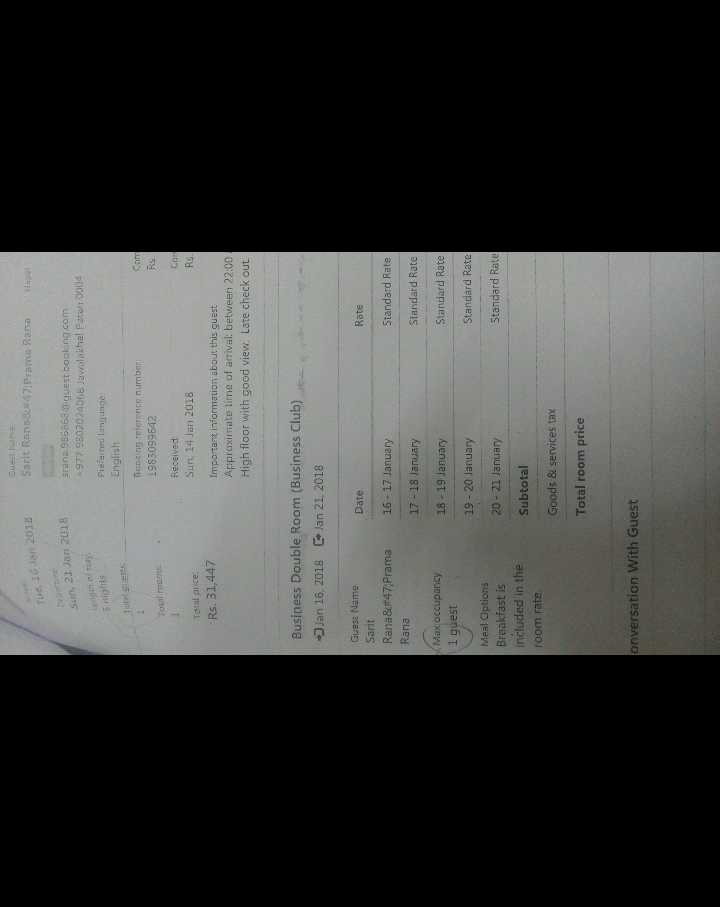 Arrival
Tue, 16 Jan 2018
Departure
Sun, 21 Jan 2018
Length of stay
5 nights
Total guests:
1
Total rooms:
1
Total price:
Rs. 31,447
Guest Name
Sarit Rana&#47;Prama Rana Nepal
srana.986868@guest.booking.com
+977 9802024068 Jawalakhel Patan 0004
Preferred language
English
Booking reference number
1983099642
Received
Sun, 14 Jan 2018
Important information about this guest
Approximate time of arrival: between 22:00
High floor with good view. Late check out.
Com
Rs.
Com
Rs.
Business Double Room (Business Club)
Jan 16, 2018 Jan 21, 2018
Guest Name
Sarit
Rana&#47;Prama
Rana
Max occupancy
1 guest
Meal Options
Breakfast is
included in the
room rate.
Date Rate
16 - 17 January Standard Rate
17 - 18 January Standard Rate
18 - 19 January Standard Rate
19 - 20 January Standard Rate
20 - 21 January Standard Rate
Subtotal
Goods & services tax
Total room price
onversation With Guest